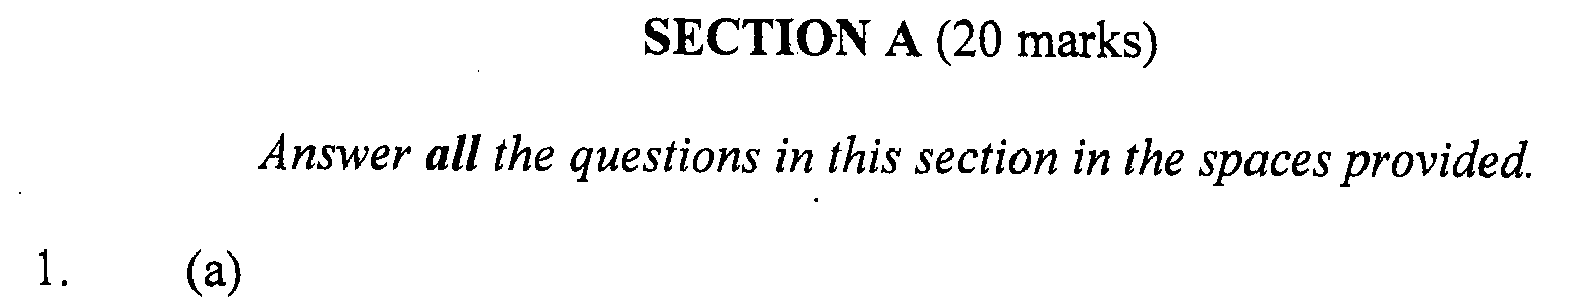 SECTION A (20 marks)
Answer all the questions in this section in the spaces provided.
1. (a)